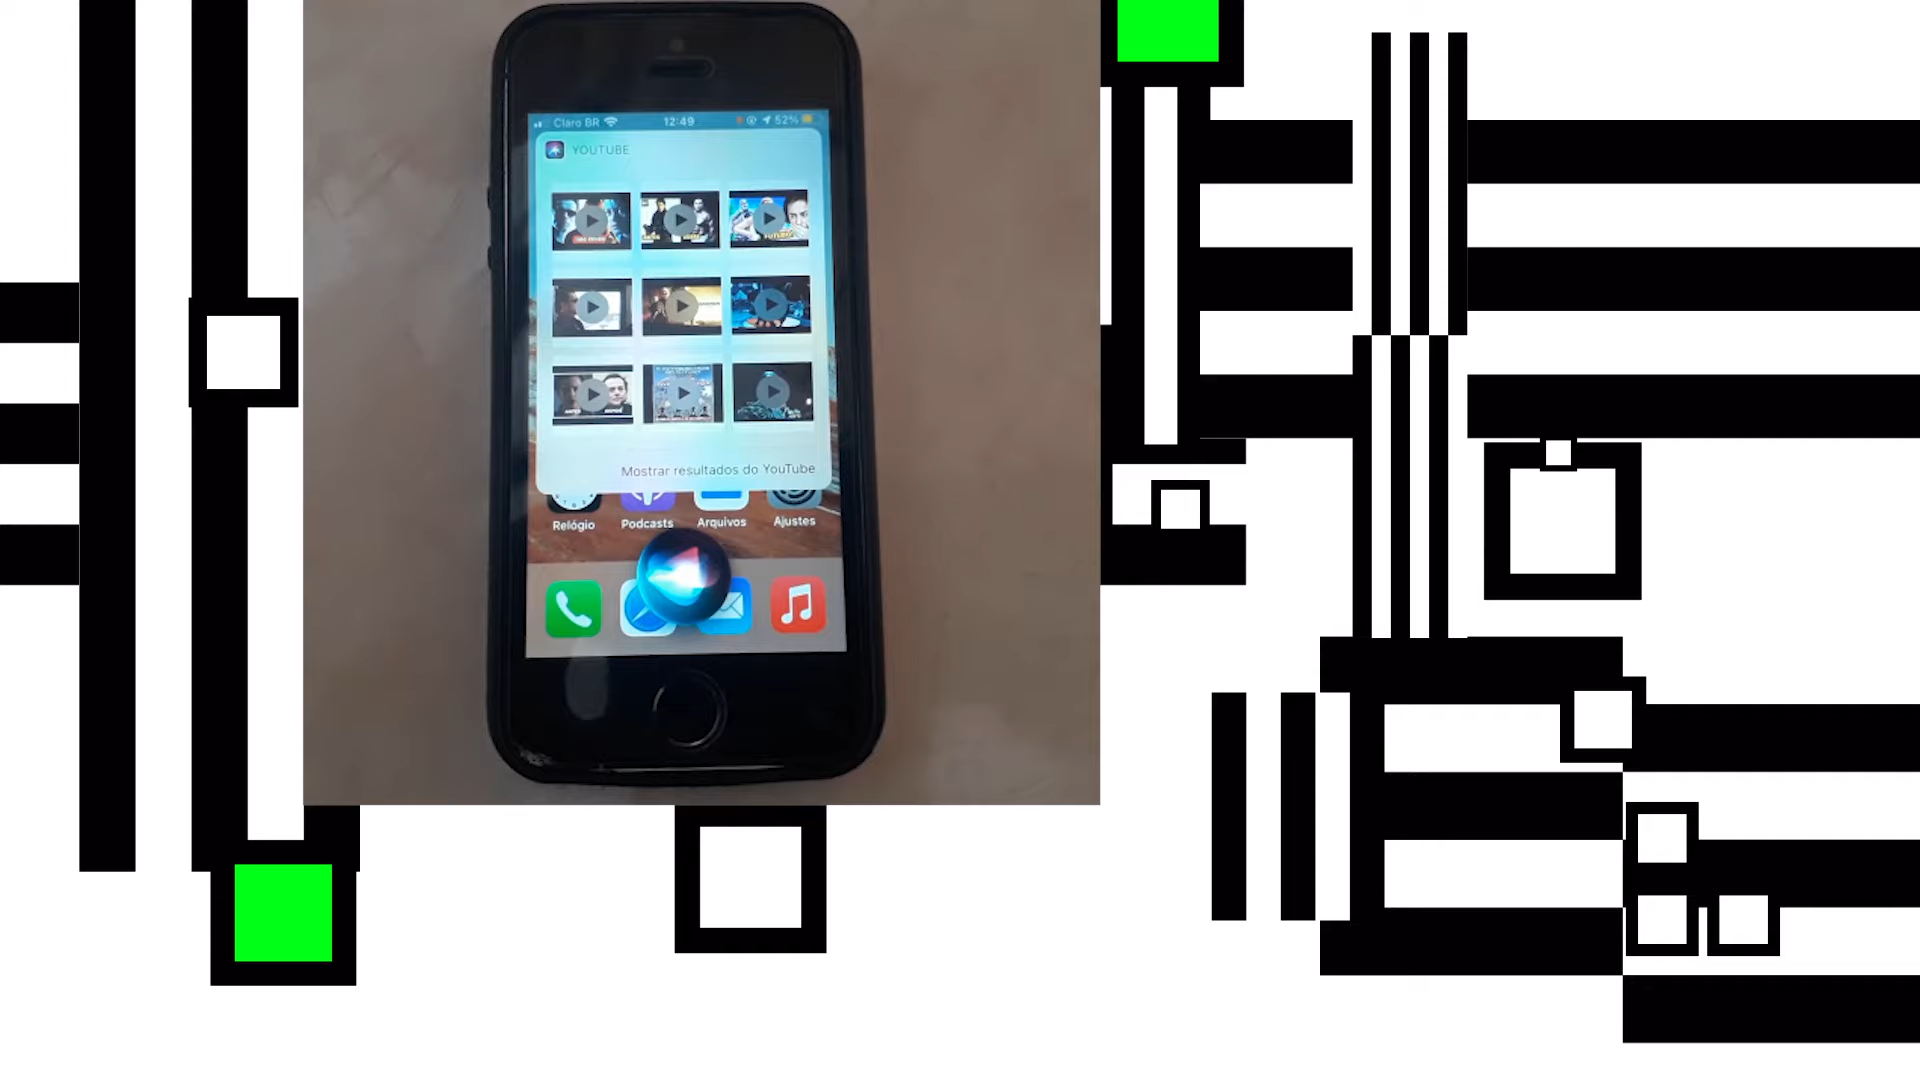 Claro BR 12:49 52%
YOUTUBE
Mostrar resultados do YouTube
Relógio Podcasts Arquivos Ajustes